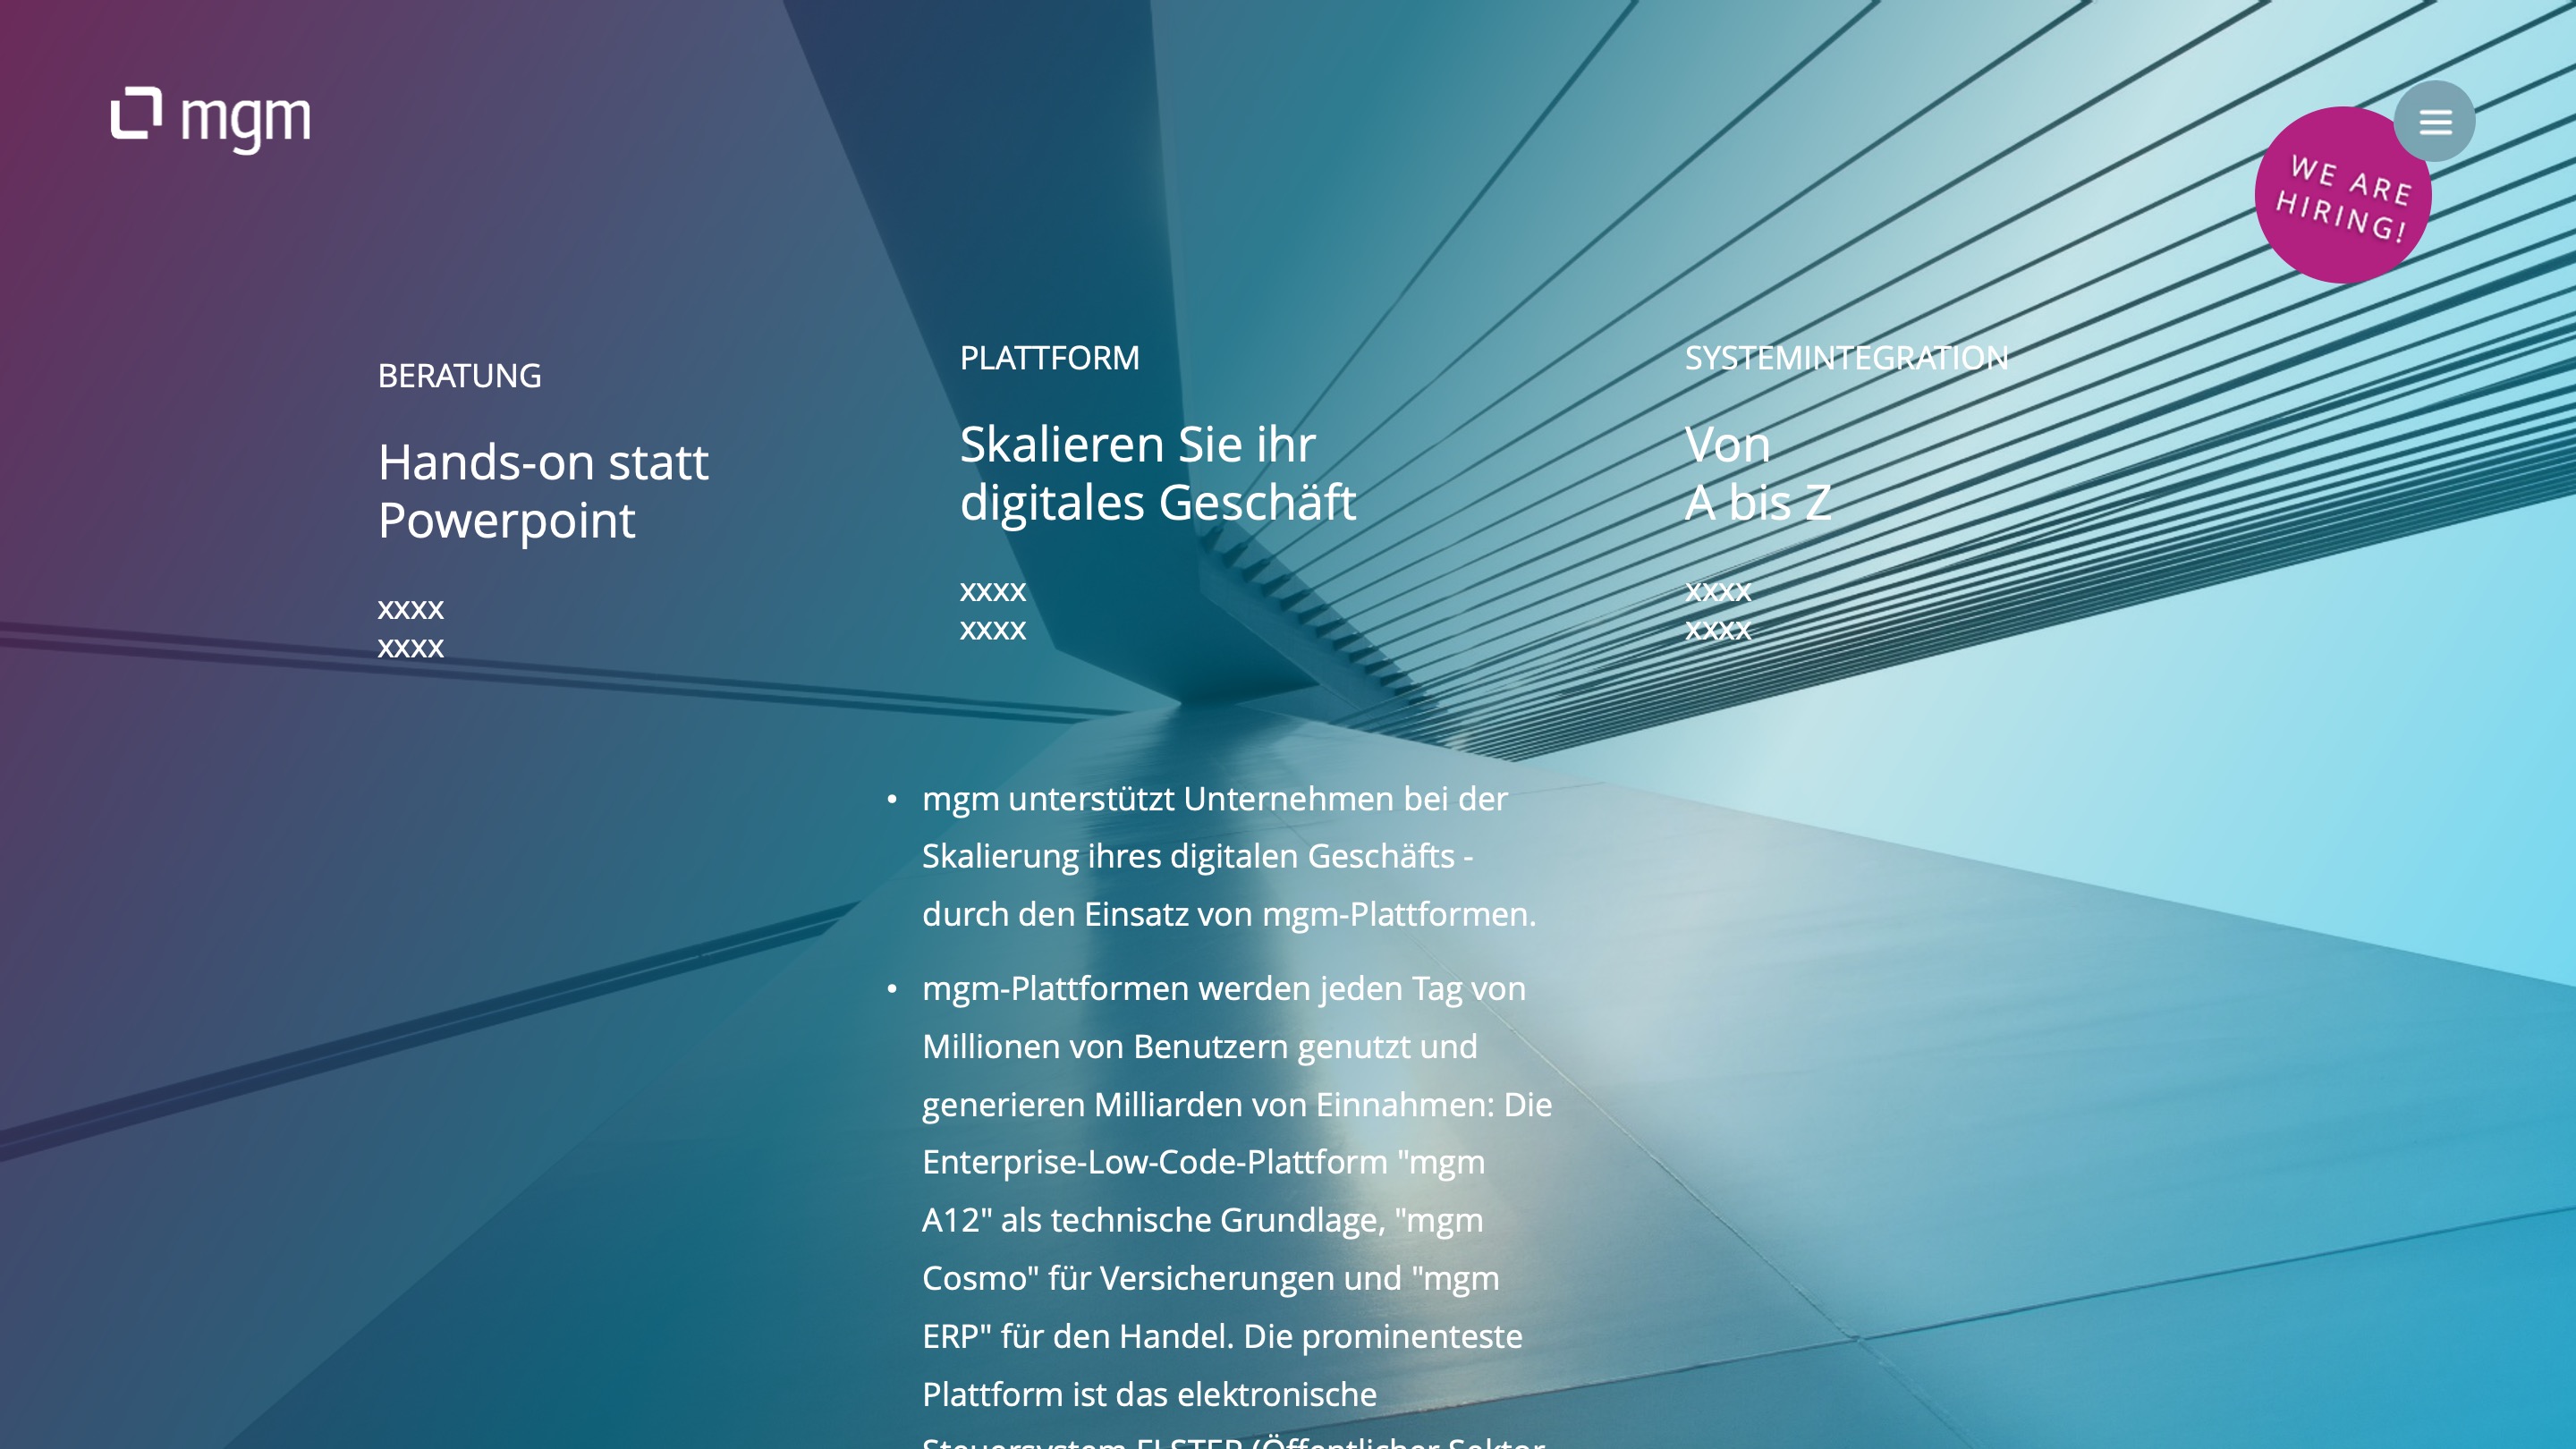 mgm
WE ARE
HIRING!
BERATUNG
Hands-on statt
Powerpoint
xxxx
xxxx
PLATTFORM
Skalieren Sie ihr
digitales Geschäft
xxxx
xxxx
SYSTEMINTEGRATION
Von
A bis Z
xxxx
xxxx
• mgm unterstützt Unternehmen bei der
Skalierung ihres digitalen Geschäfts -
durch den Einsatz von mgm-Plattformen.
• mgm-Plattformen werden jeden Tag von
Millionen von Benutzern genutzt und
generieren Milliarden von Einnahmen: Die
Enterprise-Low-Code-Plattform "mgm
A12" als technische Grundlage, "mgm
Cosmo" für Versicherungen und "mgm
ERP" für den Handel. Die prominenteste
Plattform ist das elektronische
Steuersystem ELSTER (Öffentlicher Sektor